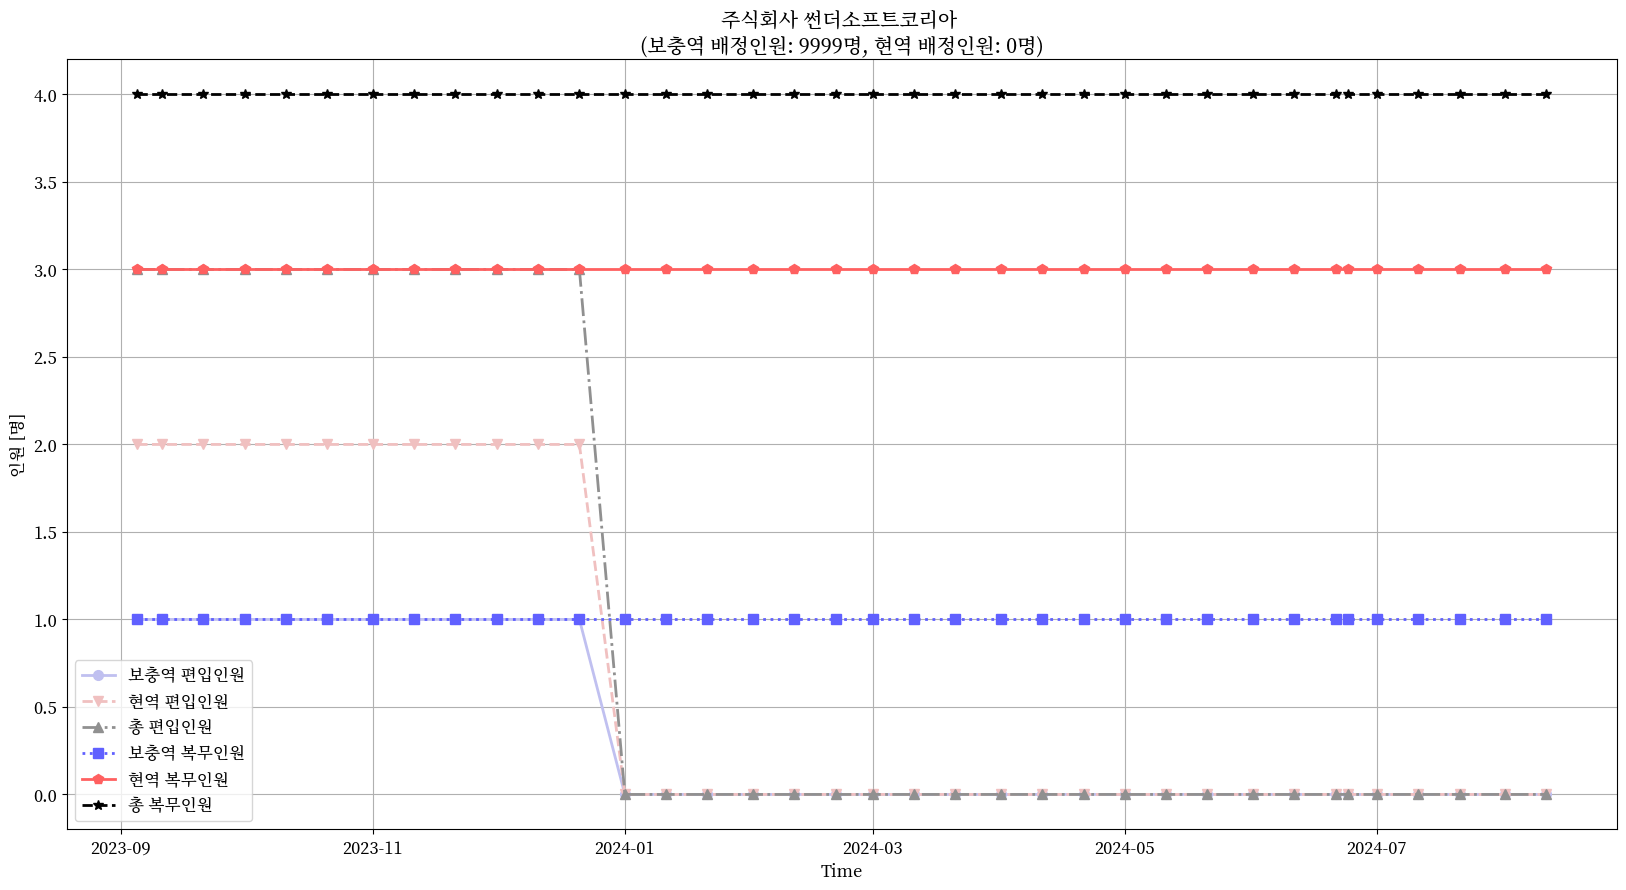 주식회사 썬더소프트코리아
(보충역 배정인원: 9999명, 현역 배정인원: 0명)
인원 [명]
4.0
3.5
3.0
2.5
2.0
1.5
1.0
0.5
0.0
보충역 편입인원
현역 편입인원
총 편입인원
보충역 복무인원
현역 복무인원
총 복무인원
2023-09
2023-11
2024-01
2024-03
2024-05
2024-07
Time